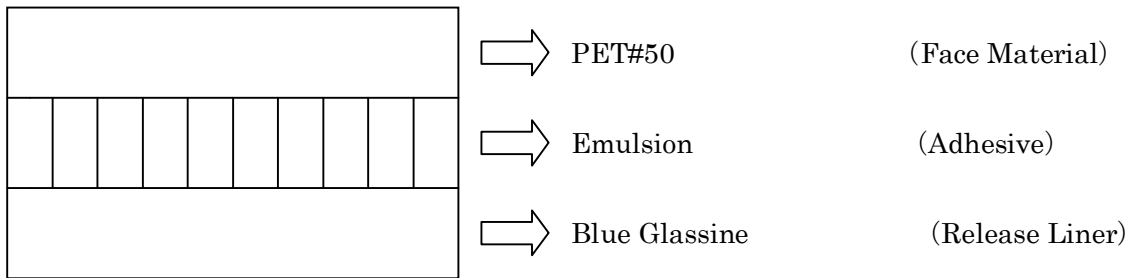 PET#50 (Face Material)
Emulsion (Adhesive)
Blue Glassine (Release Liner)